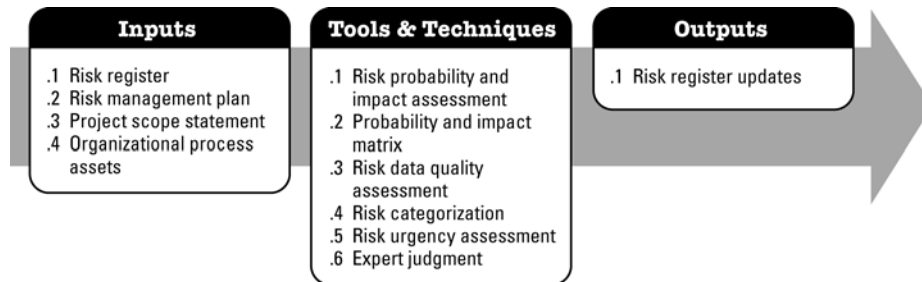 Inputs
.1 Risk register
.2 Risk management plan
.3 Project scope statement
.4 Organizational process
assets
Tools & Techniques
.1 Risk probability and
impact assessment
.2 Probability and impact
matrix
.3 Risk data quality
assessment
.4 Risk categorization
.5 Risk urgency assessment
.6 Expert judgment
Outputs
.1 Risk register updates